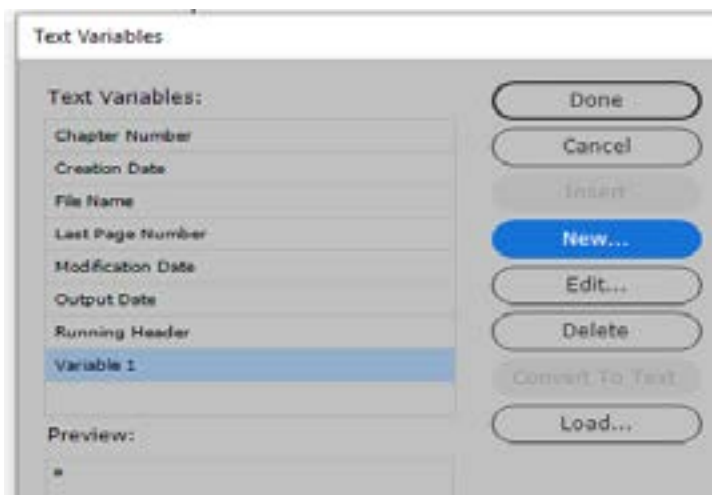 Text Variables
Text Variables:
Chapter Number
Creation Date
File Name
Last Page Number
Modification Date
Output Date
Running Header
Variable 1
Preview:
Done
Cancel
Insert
New...
Edit...
Delete
Convert To Text
Load...